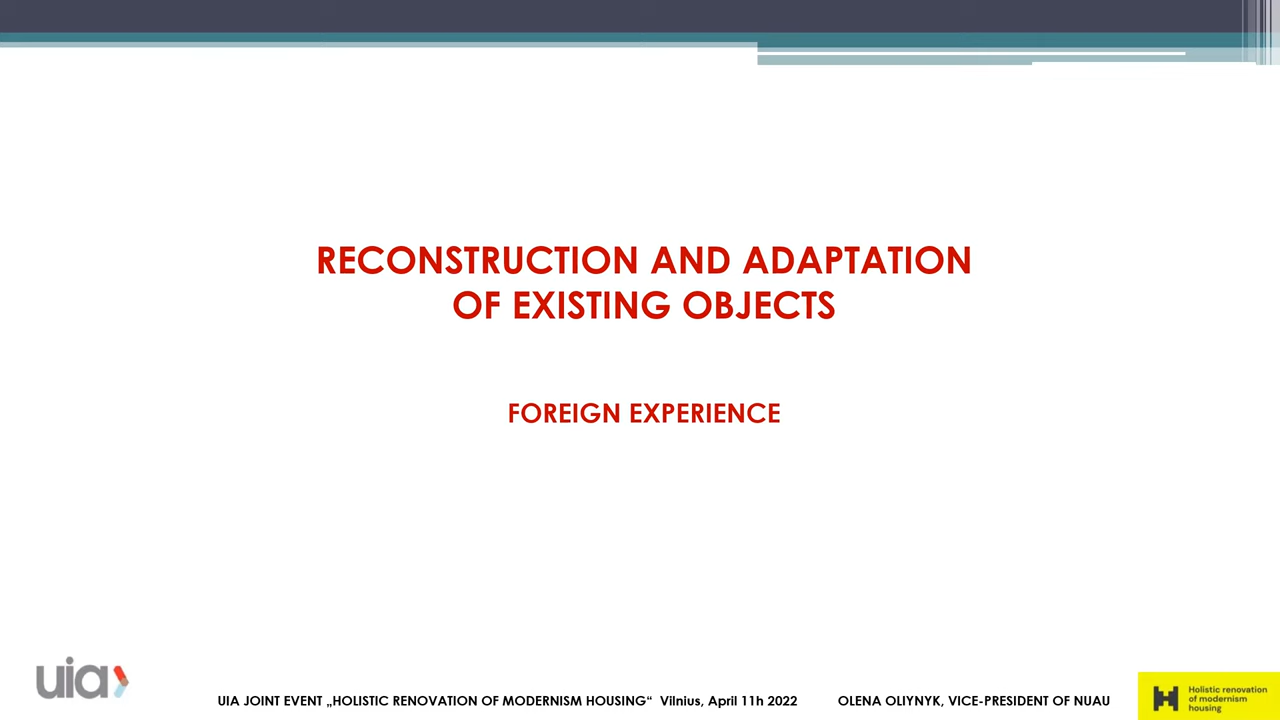 RECONSTRUCTION AND ADAPTATION
OF EXISTING OBJECTS
FOREIGN EXPERIENCE
uia
UIA JOINT EVENT „HOLISTIC RENOVATION OF MODERNISM HOUSING“ Vilnius, April 11h 2022
OLENA OLIYNYK, VICE-PRESIDENT OF NUAU
H
Holistic renovation
of modernism
housing